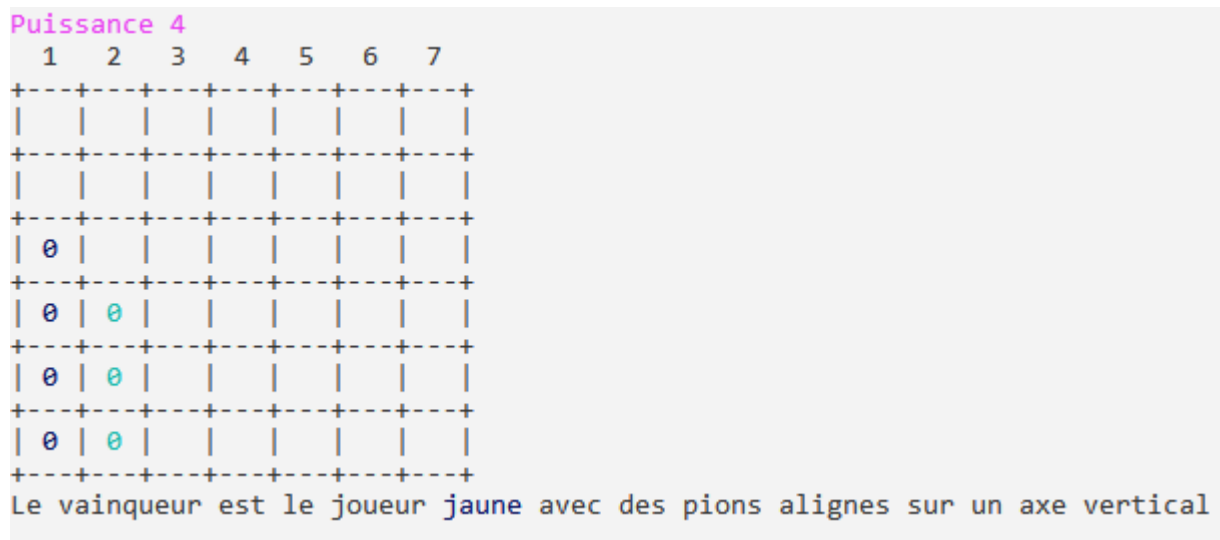 Puissance 4
  1   2   3   4   5   6   7
+---+---+---+---+---+---+---+
|   |   |   |   |   |   |   |
+---+---+---+---+---+---+---+
|   |   |   |   |   |   |   |
+---+---+---+---+---+---+---+
| 0 |   |   |   |   |   |   |
+---+---+---+---+---+---+---+
| 0 | 0 |   |   |   |   |   |
+---+---+---+---+---+---+---+
| 0 | 0 |   |   |   |   |   |
+---+---+---+---+---+---+---+
| 0 | 0 |   |   |   |   |   |
+---+---+---+---+---+---+---+
Le vainqueur est le joueur jaune avec des pions alignes sur un axe vertical